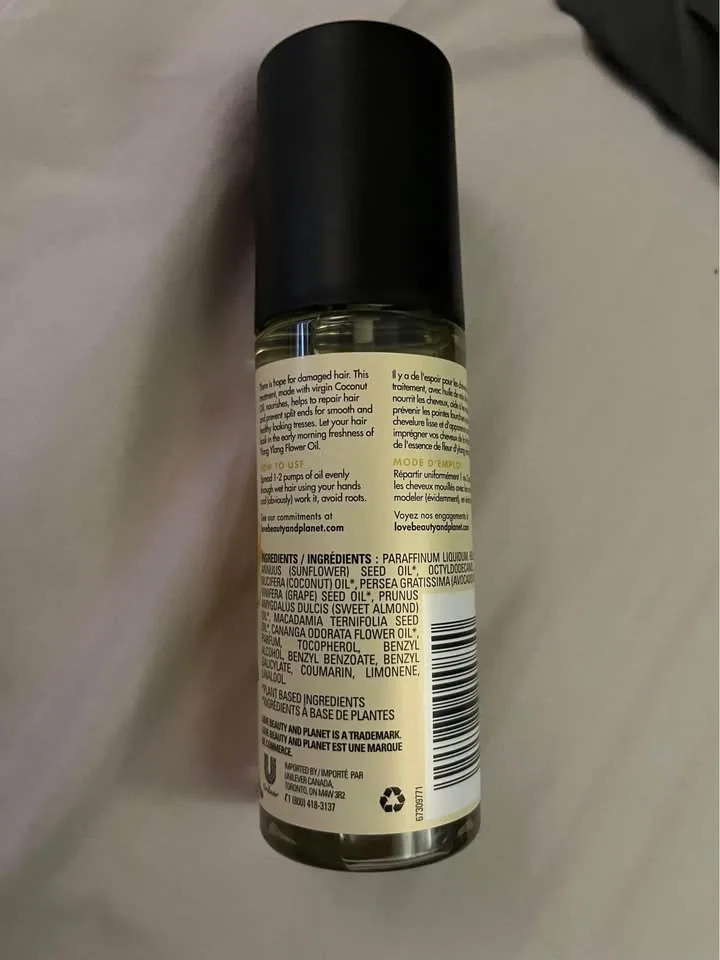 There is hope for damaged hair. This
treatment, made with virgin Coconut
Oil, nourishes, helps to repair hair
and prevent split ends for smooth and
healthy looking tresses. Let your hair
soak in the early morning freshness of
Ylang Ylang Flower Oil.
HOW TO USE
Spread 1-2 pumps of oil evenly
through wet hair using your hands
and (obviously) work it, avoid roots.
See our commitments at
lovebeautyandplanet.com
Il y a de l'espoir pour les
traitement, avec huile de
nourrit les cheveux, aide à
prévenir les pointes fourchues
chevelure lisse et d'apparence
imprégner vos cheveux de
de l'essence de fleur d'ylang
MODE D'EMPLOI
Répartir uniformément 1
les cheveux mouillés avec
modeler (évidemment), en
Voyez nos engagements à
lovebeautyandplanet.com
INGREDIENTS / INGRÉDIENTS : PARAFFINUM LIQUIDUM,
ANNUUS (SUNFLOWER) SEED OIL*, OCTYLDODECANOL,
NUCIFERA (COCONUT) OIL*, PERSEA GRATISSIMA (AVOCADO)
VINIFERA (GRAPE) SEED OIL*, PRUNUS
AMYGDALUS DULCIS (SWEET ALMOND)
OIL*, MACADAMIA TERNIFOLIA SEED
OIL*, CANANGA ODORATA FLOWER OIL*,
PARFUM, TOCOPHEROL, BENZYL
ALCOHOL, BENZYL BENZOATE, BENZYL
SALICYLATE, COUMARIN, LIMONENE,
LINALOOL.
*PLANT BASED INGREDIENTS
*INGRÉDIENTS À BASE DE PLANTES
LOVE BEAUTY AND PLANET IS A TRADEMARK.
LOVE BEAUTY AND PLANET EST UNE MARQUE
DE COMMERCE.
Unilever
IMPORTED BY / IMPORTÉ PAR
UNILEVER CANADA,
TORONTO, ON M4W 3R2
1 (800) 418-3137
67309771